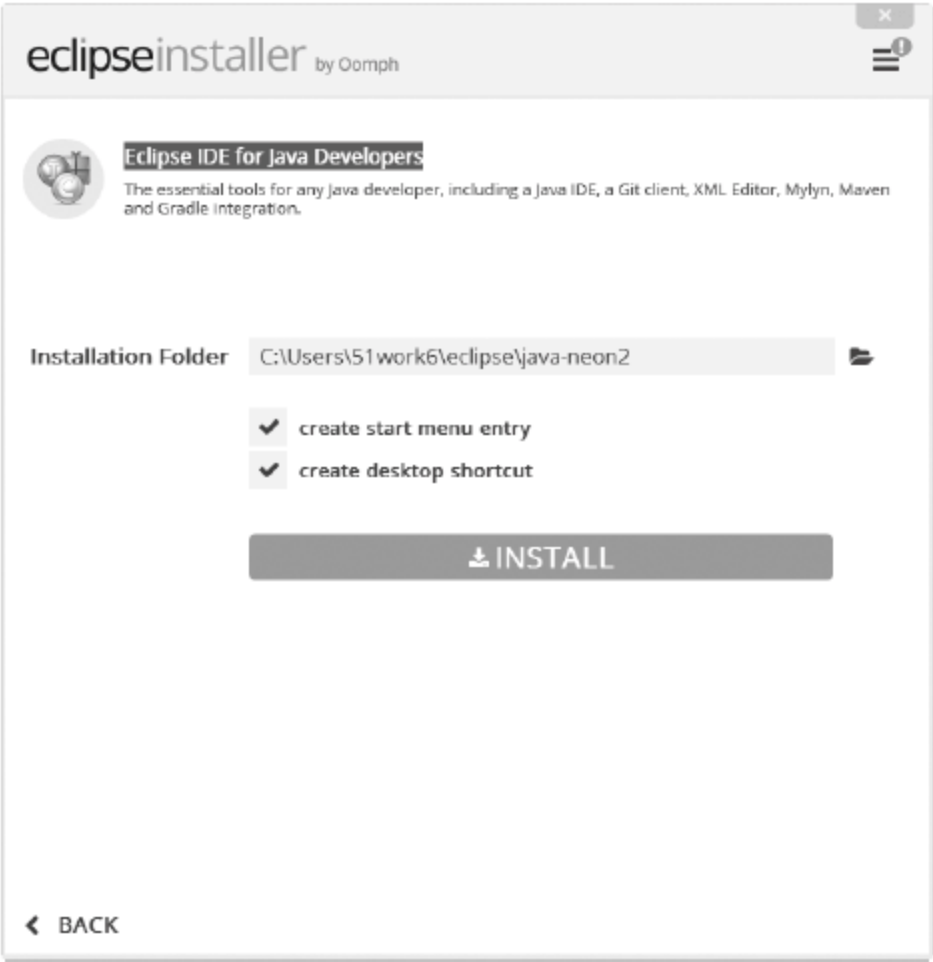 eclipseinstaller by Oomph
Eclipse IDE for Java Developers
The essential tools for any Java developer, including a Java IDE, a Git client, XML Editor, Mylyn, Maven
and Gradle Integration.
Installation Folder C:\Users\51work6\eclipse\java-neon2
create start menu entry
create desktop shortcut
INSTALL
BACK